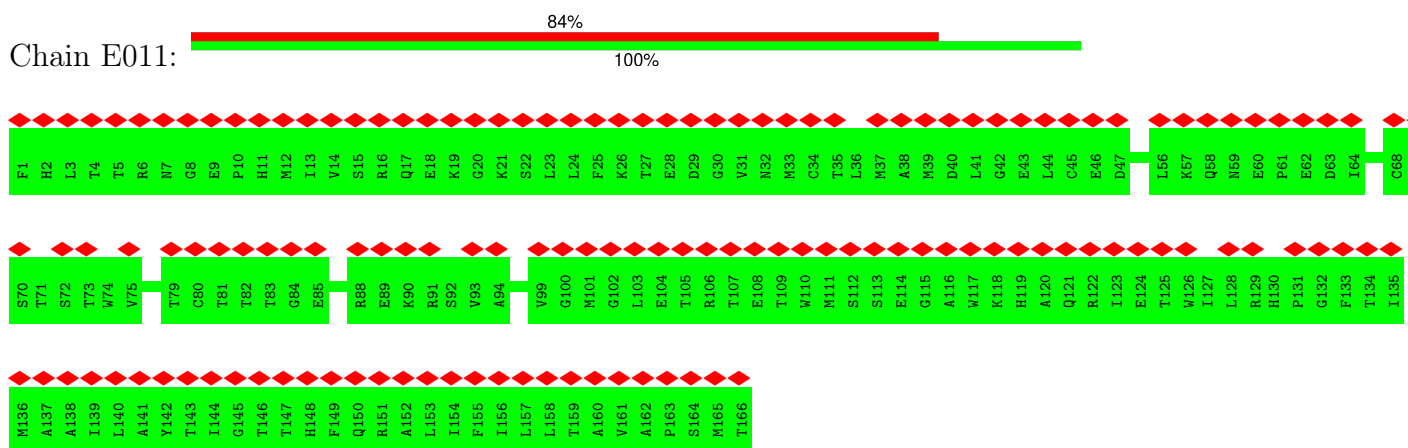 84%
Chain E011:
100%
F1 H2 L3 T4 T5 R6 N7 G8 E9 P10 H11 M12 I13 V14 S15 R16 Q17 E18 K19 G20 K21 S22 L23 L24 F25 K26 T27 E28 D29 G30 V31 N32 M33 C34 T35 L36 M37 A38 M39 D40 L41 G42 E43 L44 C45 E46 D47 L56 K57 Q58 N59 E60 P61 E62 D63 I64 C68
S70 T71 S72 T73 W74 V75 T79 C80 T81 T82 T83 G84 E85 R88 E89 K90 R91 S92 V93 A94 V99 G100 M101 G102 L103 E104 T105 R106 T107 E108 T109 W110 M111 S112 S113 E114 G115 A116 W117 K118 H119 A120 Q121 R122 I123 E124 T125 W126 I127 L128 R129 H130 P131 G132 F133 T134 I135
M136 A137 A138 I139 L140 A141 Y142 T143 I144 G145 T146 T147 H148 F149 Q150 R151 A152 L153 I154 F155 I156 L157 L158 T159 A160 V161 A162 P163 S164 M165 T166